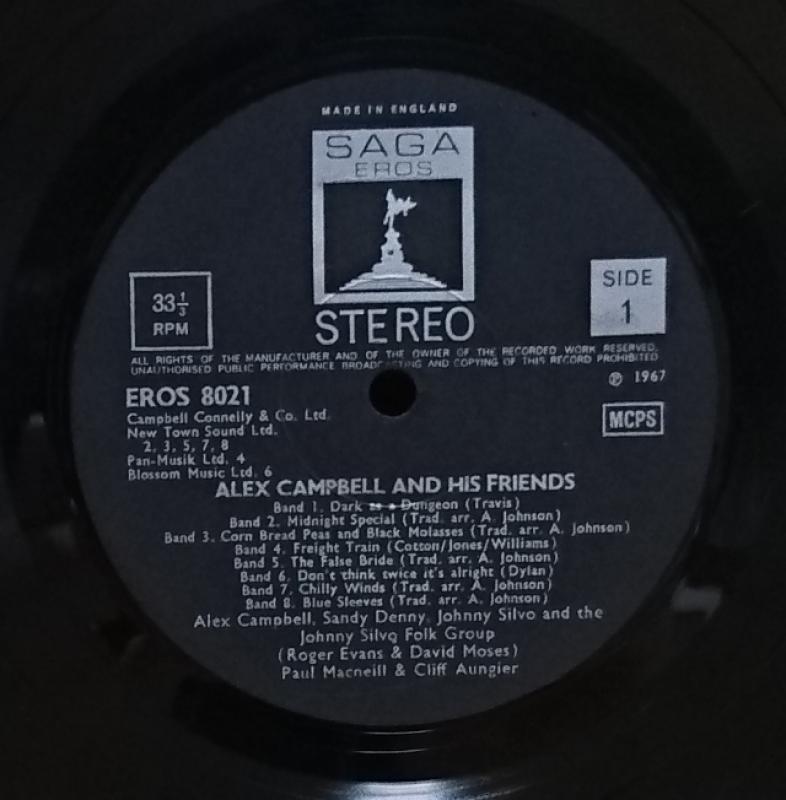 MADE IN ENGLAND
SAGA
EROS
33 1/3
RPM
SIDE
1
STEREO
ALL RIGHTS OF THE MANUFACTURER AND OF THE OWNER OF THE RECORDED WORK RESERVED.
UNAUTHORISED PUBLIC PERFORMANCE BROADCASTING AND COPYING OF THIS RECORD PROHIBITED
℗ 1967
EROS 8021
MCPS
Campbell Connelly & Co. Ltd.
New Town Sound Ltd.
2, 3, 5, 7, 8
Pan-Musik Ltd. 4
Blossom Music Ltd. 6
ALEX CAMPBELL AND HIS FRIENDS
Band 1. Dark as a Dungeon (Travis)
Band 2. Midnight Special (Trad. arr. A. Johnson)
Band 3. Corn Bread Peas and Black Molasses (Trad. arr. A. Johnson)
Band 4. Freight Train (Cotton/Jones/Williams)
Band 5. The False Bride (Trad. arr. A. Johnson)
Band 6. Don't think twice it's alright (Dylan)
Band 7. Chilly Winds (Trad. arr. A. Johnson)
Band 8. Blue Sleeves (Trad. arr. A. Johnson)
Alex Campbell, Sandy Denny, Johnny Silvo and the
Johnny Silvo Folk Group
(Roger Evans & David Moses)
Paul Macneill & Cliff Aungier